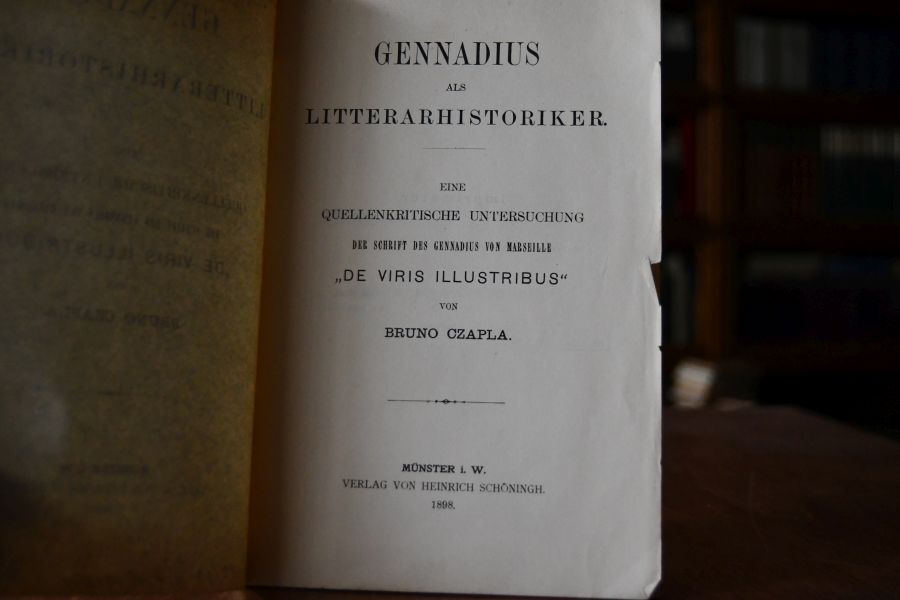 GENNADIUS
ALS
LITTERARHISTORIKER.
EINE
QUELLENKRITISCHE UNTERSUCHUNG
DER SCHRIFT DES GENNADIUS VON MARSEILLE
„DE VIRIS ILLUSTRIBUS“
VON
BRUNO CZAPLA.
MÜNSTER i. W.
VERLAG VON HEINRICH SCHÖNINGH.
1898.